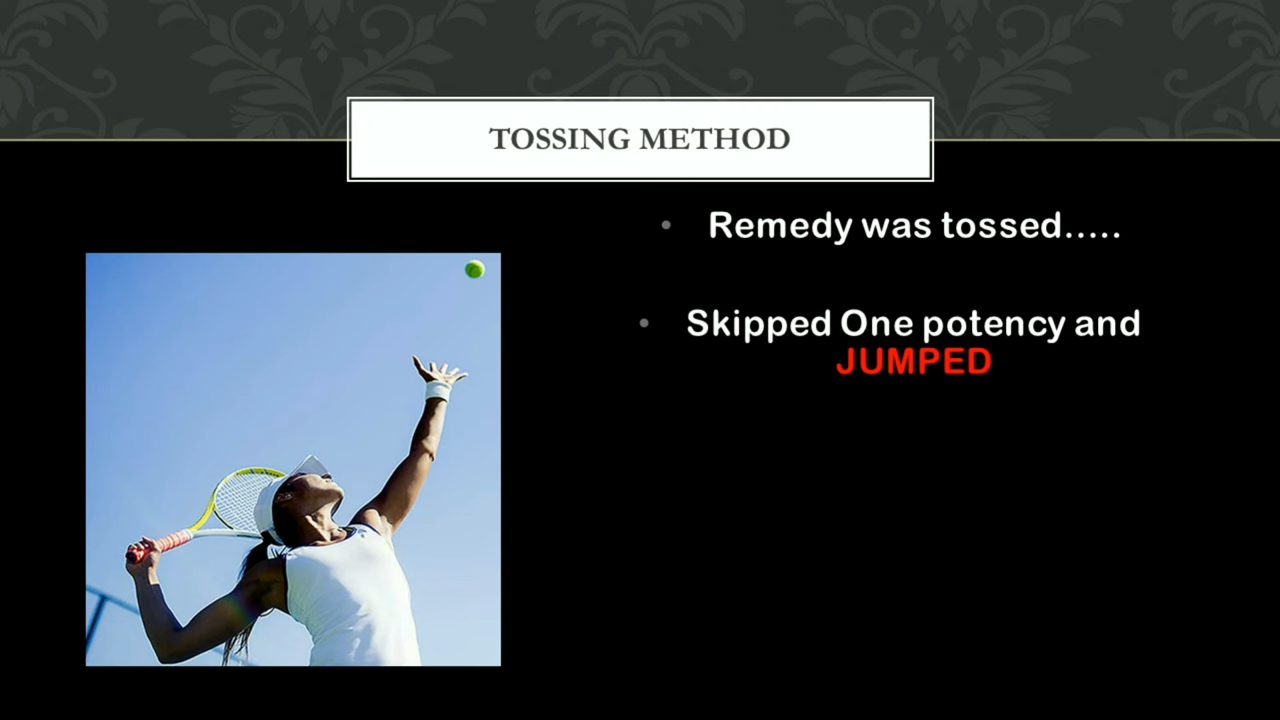 TOSSING METHOD
• Remedy was tossed.....
• Skipped One potency and
JUMPED